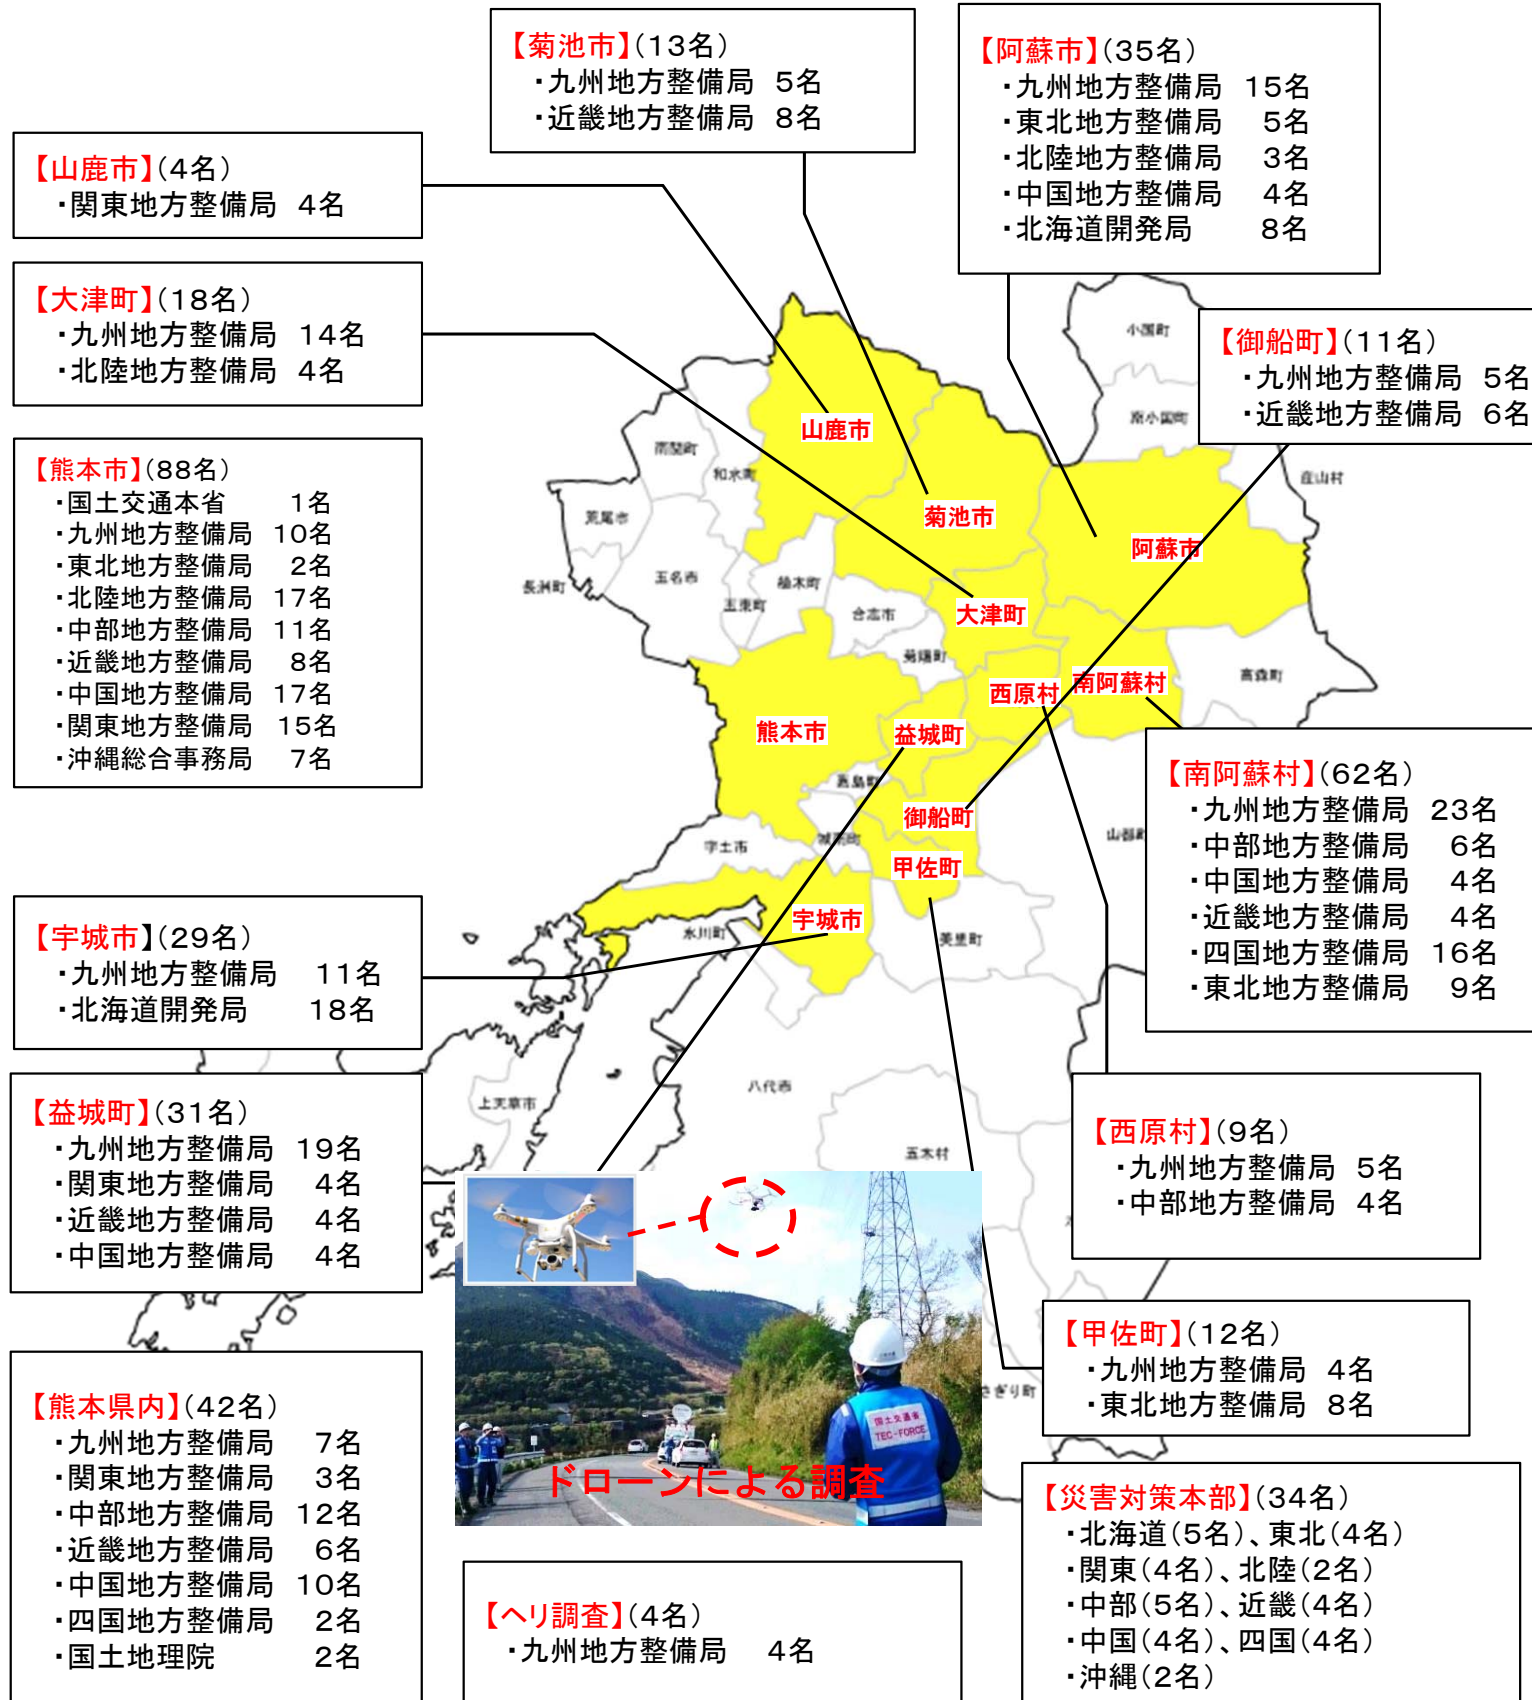 【菊池市】(13名)
・九州地方整備局 5名
・近畿地方整備局 8名
【阿蘇市】(35名)
・九州地方整備局 15名
・東北地方整備局 5名
・北陸地方整備局 3名
・中国地方整備局 4名
・北海道開発局 8名
【山鹿市】(4名)
・関東地方整備局 4名
【大津町】(18名)
・九州地方整備局 14名
・北陸地方整備局 4名
【御船町】(11名)
・九州地方整備局 5名
・近畿地方整備局 6名
【熊本市】(88名)
・国土交通本省 1名
・九州地方整備局 10名
・東北地方整備局 2名
・北陸地方整備局 17名
・中部地方整備局 11名
・近畿地方整備局 8名
・中国地方整備局 17名
・関東地方整備局 15名
・沖縄総合事務局 7名
小国町
南小国町
産山村
山鹿市
南関町
和水町
菊池市
荒尾市
阿蘇市
長洲町
玉名市
玉東町
植木町
合志市
大津町
菊陽町
西原村
南阿蘇村
高森町
熊本市
益城町
嘉島町
御船町
城南町
宇土市
甲佐町
山都町
宇城市
氷川町
美里町
八代市
上天草市
五木村
さぎり町
【南阿蘇村】(62名)
・九州地方整備局 23名
・中部地方整備局 6名
・中国地方整備局 4名
・近畿地方整備局 4名
・四国地方整備局 16名
・東北地方整備局 9名
【宇城市】(29名)
・九州地方整備局 11名
・北海道開発局 18名
【益城町】(31名)
・九州地方整備局 19名
・関東地方整備局 4名
・近畿地方整備局 4名
・中国地方整備局 4名
【西原村】(9名)
・九州地方整備局 5名
・中部地方整備局 4名
【甲佐町】(12名)
・九州地方整備局 4名
・東北地方整備局 8名
国土交通省
TEC-FORCE
ドローンによる調査
【熊本県内】(42名)
・九州地方整備局 7名
・関東地方整備局 3名
・中部地方整備局 12名
・近畿地方整備局 6名
・中国地方整備局 10名
・四国地方整備局 2名
・国土地理院 2名
【ヘリ調査】(4名)
・九州地方整備局 4名
【災害対策本部】(34名)
・北海道(5名)、東北(4名)
・関東(4名)、北陸(2名)
・中部(5名)、近畿(4名)
・中国(4名)、四国(4名)
・沖縄(2名)